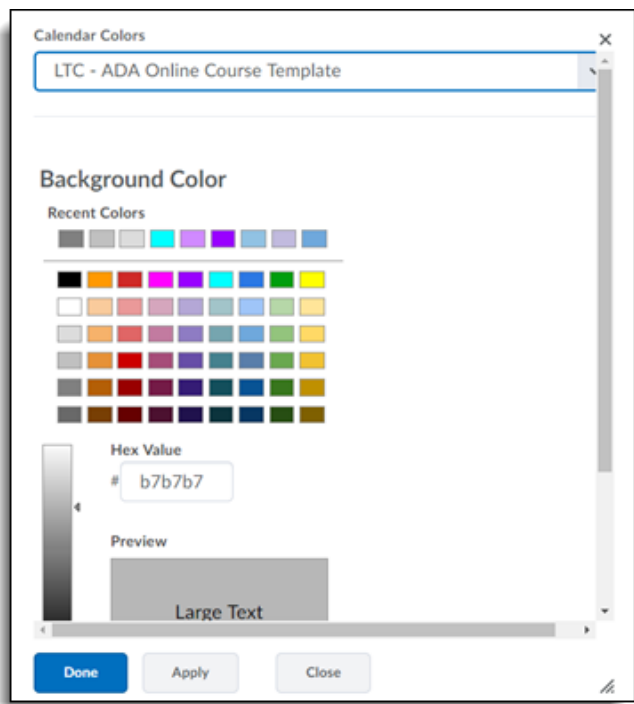 Calendar Colors
LTC - ADA Online Course Template
Background Color
Recent Colors
Hex Value
# b7b7b7
Preview
Large Text
Done Apply Close